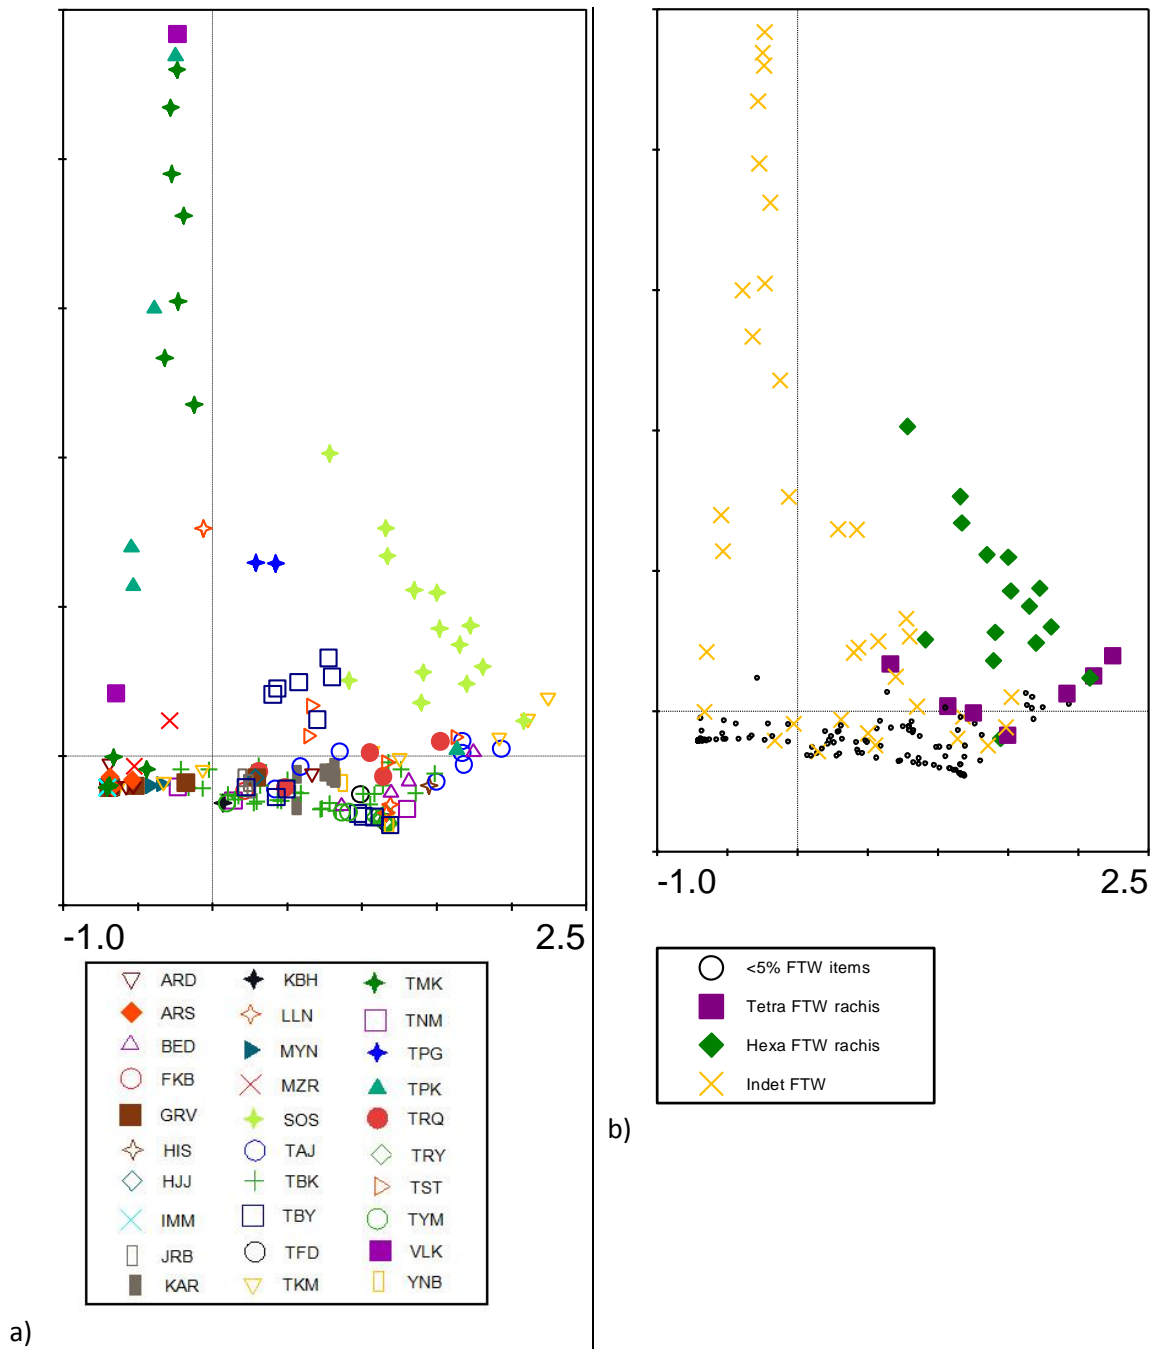 -1.0 2.5
ARD KBH TMK
ARS LLN TNM
BED MYN TPG
FKB MZR TPK
GRV SOS TRQ
HIS TAJ TRY
HJJ TBK TST
IMM TBY TYM
JRB TFD VLK
KAR TKM YNB
a)
-1.0 2.5
<5% FTW items
Tetra FTW rachis
Hexa FTW rachis
Indet FTW
b)